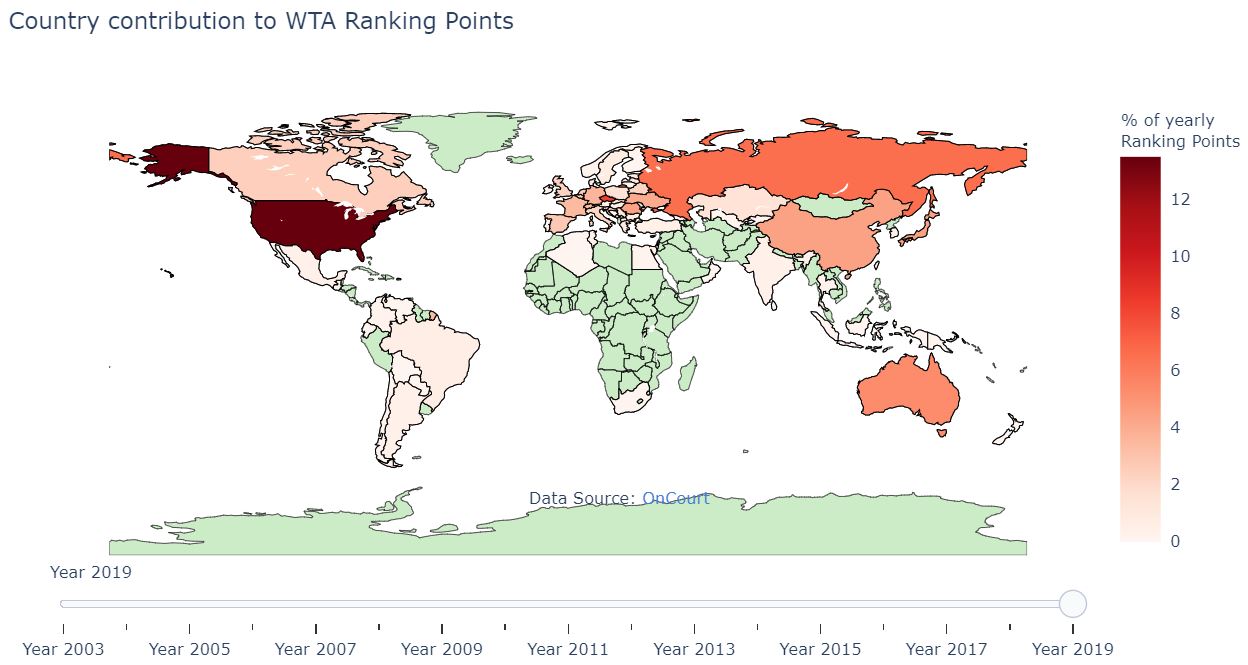 Country contribution to WTA Ranking Points
% of yearly
Ranking Points
12
10
8
6
4
2
0
Data Source: OnCourt
Year 2019
Year 2003 Year 2005 Year 2007 Year 2009 Year 2011 Year 2013 Year 2015 Year 2017 Year 2019